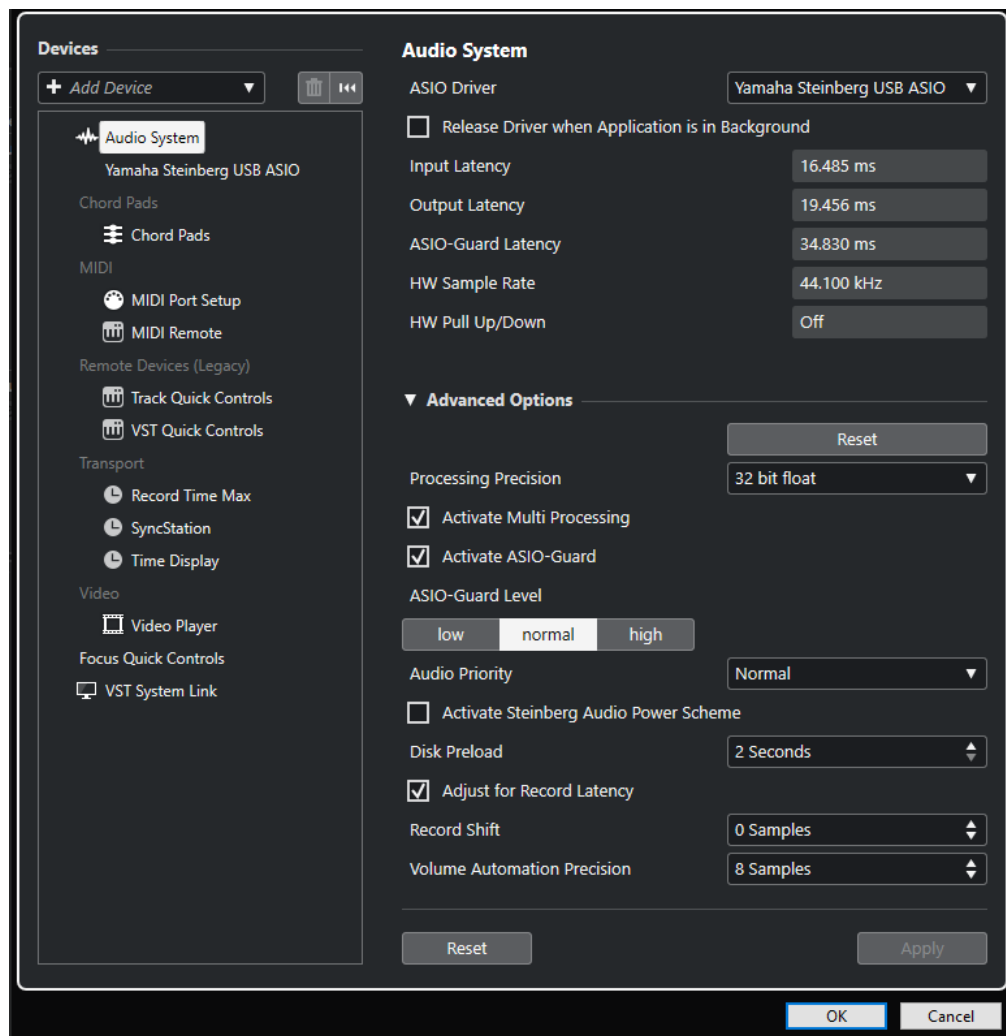 Devices
+ Add Device
Audio System
Yamaha Steinberg USB ASIO
Chord Pads
Chord Pads
MIDI
MIDI Port Setup
MIDI Remote
Remote Devices (Legacy)
Track Quick Controls
VST Quick Controls
Transport
Record Time Max
SyncStation
Time Display
Video
Video Player
Focus Quick Controls
VST System Link
Audio System
ASIO Driver Yamaha Steinberg USB ASIO
Release Driver when Application is in Background
Input Latency 16.485 ms
Output Latency 19.456 ms
ASIO-Guard Latency 34.830 ms
HW Sample Rate 44.100 kHz
HW Pull Up/Down Off
Advanced Options
Reset
Processing Precision 32 bit float
Activate Multi Processing
Activate ASIO-Guard
ASIO-Guard Level
low normal high
Audio Priority Normal
Activate Steinberg Audio Power Scheme
Disk Preload 2 Seconds
Adjust for Record Latency
Record Shift 0 Samples
Volume Automation Precision 8 Samples
Reset Apply
OK Cancel